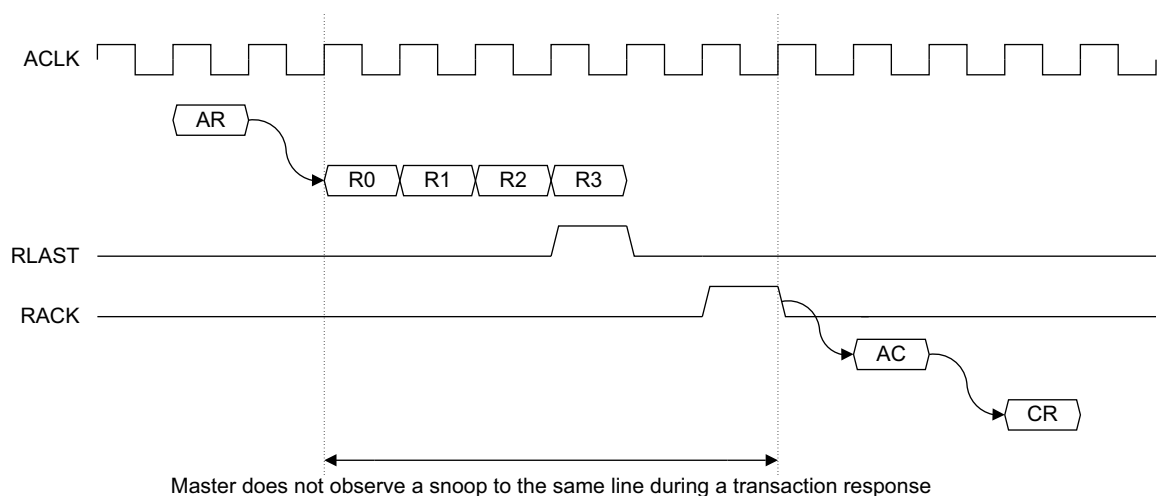 ACLK
AR
R0 R1 R2 R3
RLAST
RACK
AC
CR
Master does not observe a snoop to the same line during a transaction response